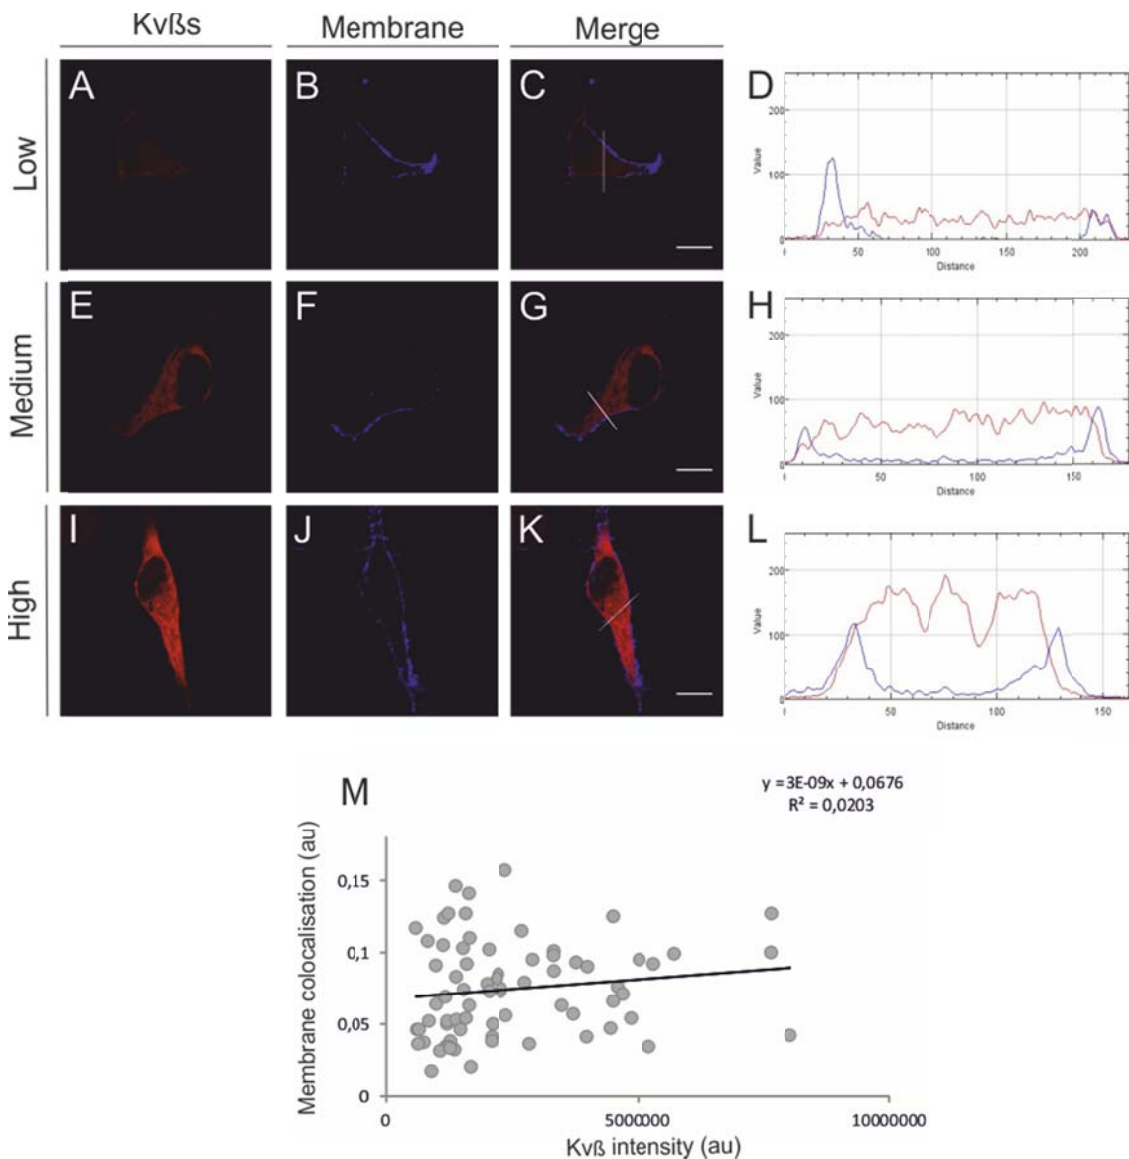 Kvßs Membrane Merge
Low
A B C D
200
100
0
Value
50 100 150 200
Distance
Medium
E F G H
200
100
0
Value
50 100 150
Distance
High
I J K L
200
100
0
Value
0 50 100 150
Distance
M
y =3E-09x + 0,0676
R² = 0,0203
Membrane colocalisation (au)
0,15
0,1
0,05
0
0 5000000 10000000
Kvß intensity (au)